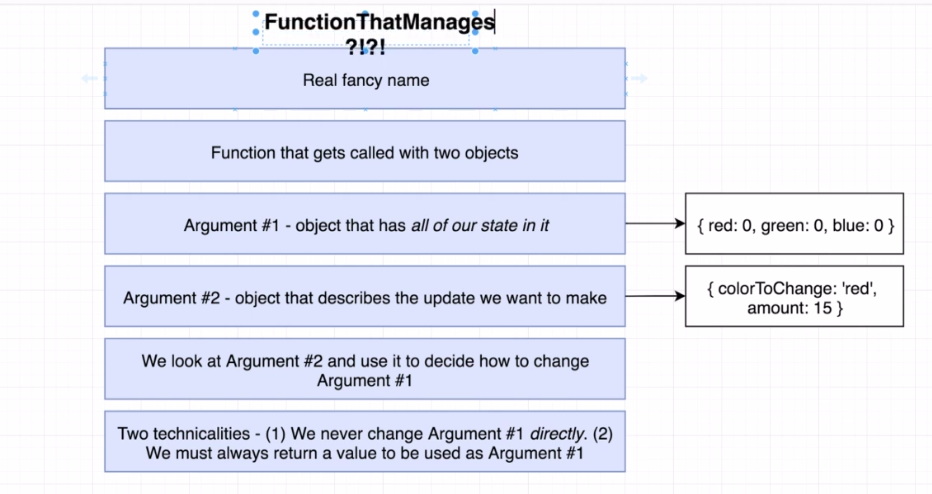 FunctionThatManages
?!?!
Real fancy name
Function that gets called with two objects
Argument #1 - object that has all of our state in it
{ red: 0, green: 0, blue: 0 }
Argument #2 - object that describes the update we want to make
{ colorToChange: 'red',
amount: 15 }
We look at Argument #2 and use it to decide how to change
Argument #1
Two technicalities - (1) We never change Argument #1 directly. (2)
We must always return a value to be used as Argument #1